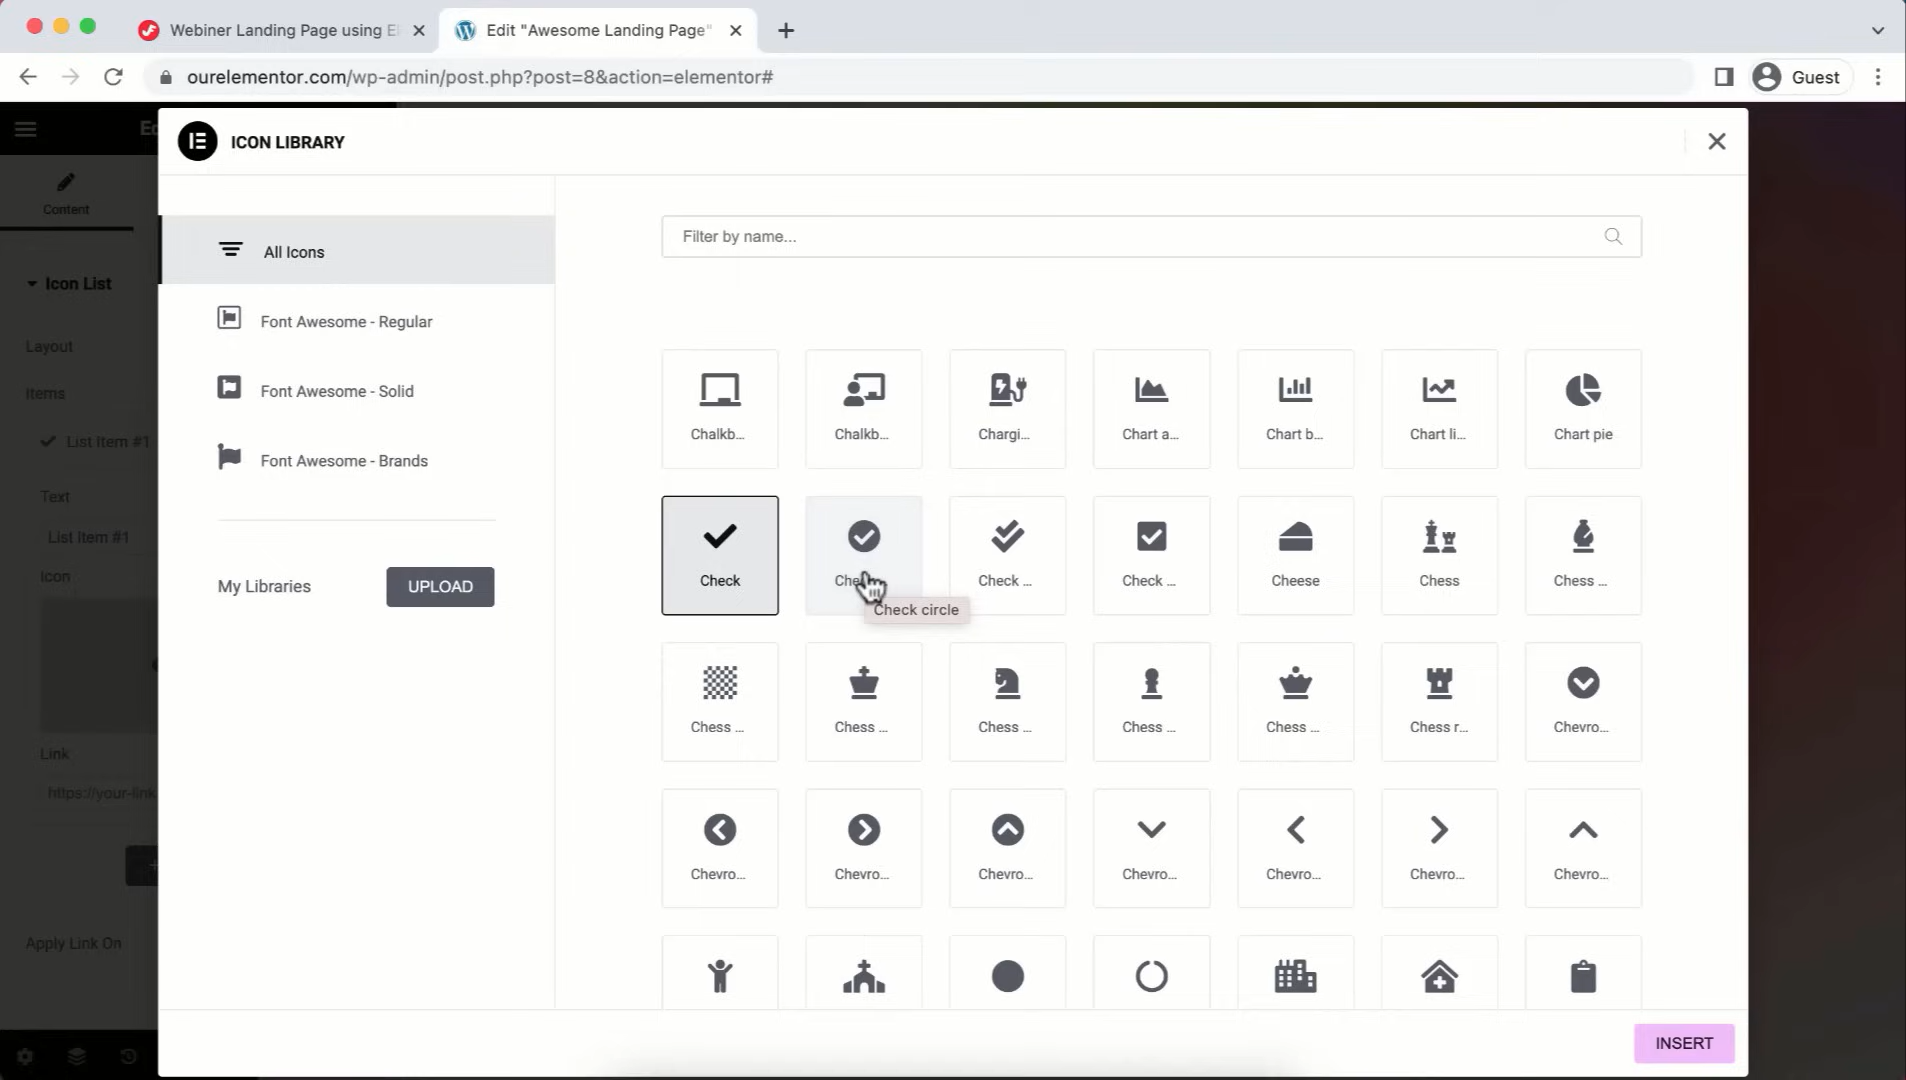 Webiner Landing Page using El
Edit "Awesome Landing Page"
ourelementor.com/wp-admin/post.php?post=8&action=elementor#
Guest
ICON LIBRARY
Content
Icon List
Layout
Items
List Item #1
Text
List Item #1
Icon
Link
https://your-link
Apply Link On
All Icons
Font Awesome - Regular
Font Awesome - Solid
Font Awesome - Brands
My Libraries
UPLOAD
Filter by name...
Chalkb...
Chalkb...
Chargi...
Chart a...
Chart b...
Chart li...
Chart pie
Check
Check circle
Check ...
Check ...
Cheese
Chess
Chess ...
Chess ...
Chess ...
Chess ...
Chess ...
Chess ...
Chess r...
Chevro...
Chevro...
Chevro...
Chevro...
Chevro...
Chevro...
Chevro...
Chevro...
INSERT